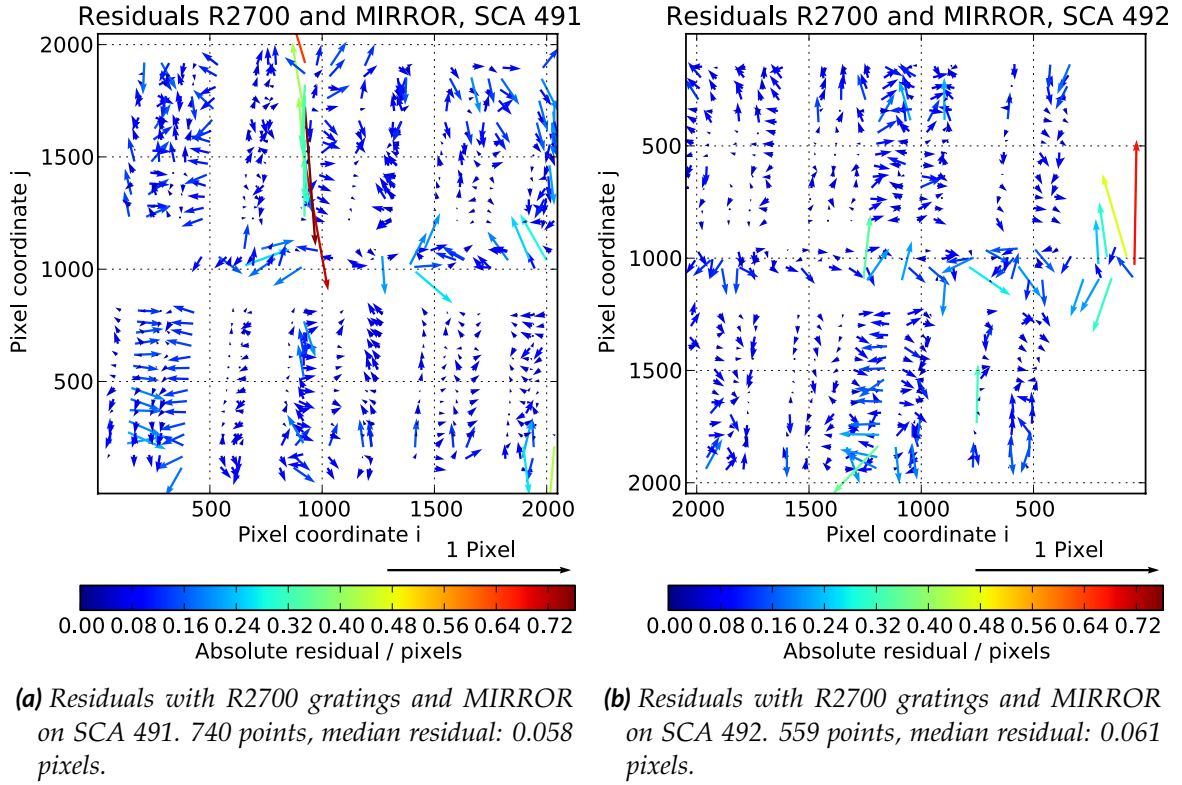 Residuals R2700 and MIRROR, SCA 491
2000
1500
1000
500
Pixel coordinate j
500 1000 1500 2000
Pixel coordinate i
1 Pixel
0.00 0.08 0.16 0.24 0.32 0.40 0.48 0.56 0.64 0.72
Absolute residual / pixels
(a) Residuals with R2700 gratings and MIRROR
on SCA 491. 740 points, median residual: 0.058
pixels.
Residuals R2700 and MIRROR, SCA 492
500
1000
1500
2000
Pixel coordinate j
2000 1500 1000 500
Pixel coordinate i
1 Pixel
0.00 0.08 0.16 0.24 0.32 0.40 0.48 0.56 0.64 0.72
Absolute residual / pixels
(b) Residuals with R2700 gratings and MIRROR
on SCA 492. 559 points, median residual: 0.061
pixels.